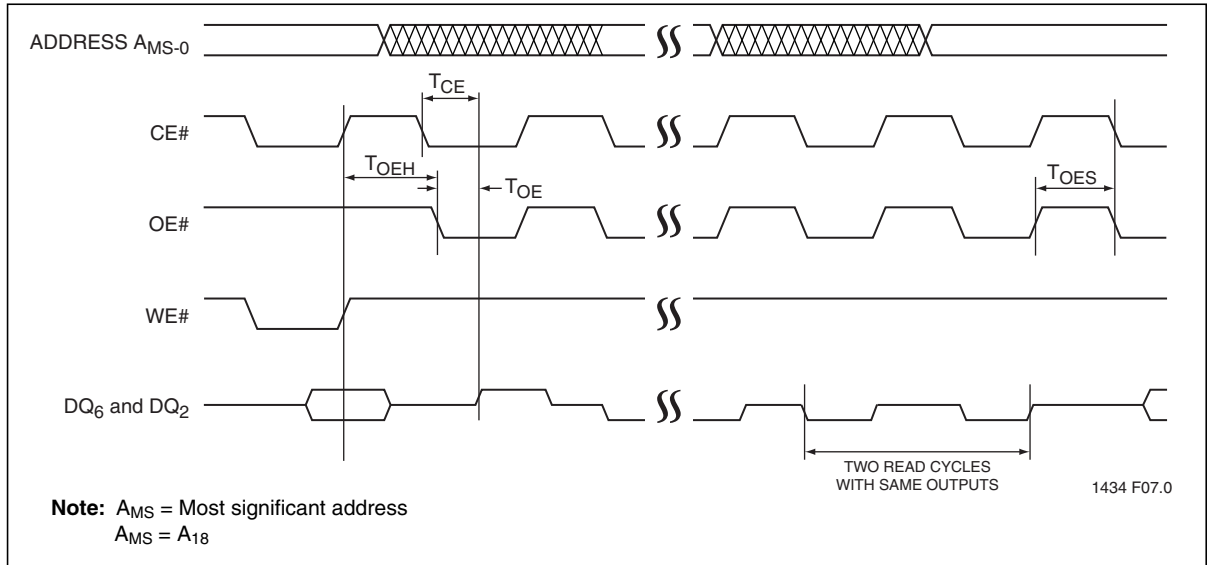 ADDRESS AMS-0
TCE
CE#
TOEH
TOE
TOES
OE#
WE#
DQ6 and DQ2
TWO READ CYCLES
WITH SAME OUTPUTS
1434 F07.0
Note: AMS = Most significant address
AMS = A18